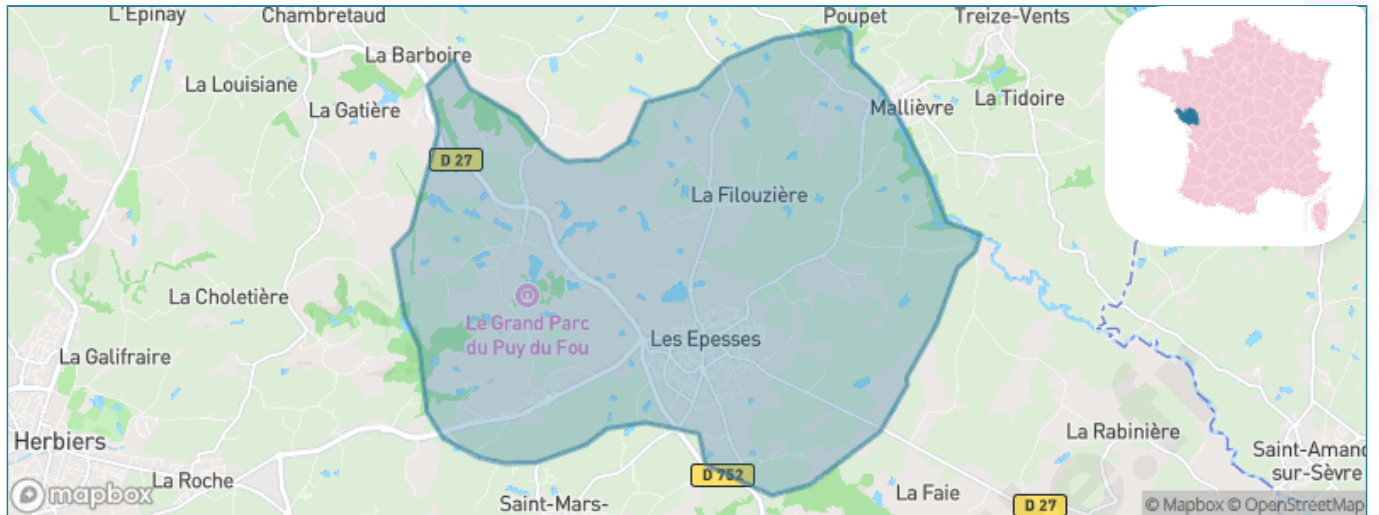 L'Épinay
Chambretaud
Poupet
Treize-Vents
La Barboire
La Louisiane
La Gatière
Mallièvre
La Tidoire
D 27
La Filouzière
La Choletière
Le Grand Parc
du Puy du Fou
Les Epesses
La Galifraire
Herbiers
La Rabinière
Saint-Amand
sur-Sèvre
La Roche
D 752
La Faie
Saint-Mars-
D 27
mapbox
© Mapbox © OpenStreetMap